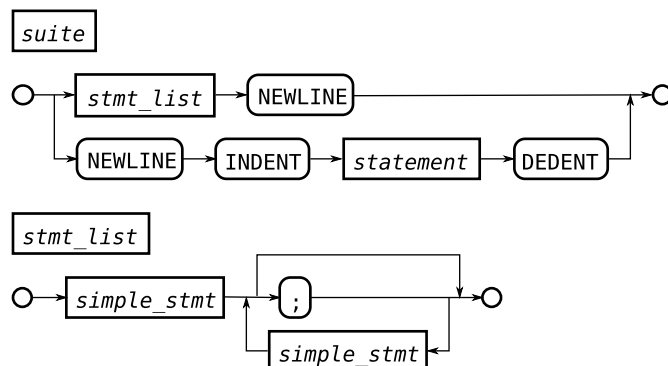 suite
stmt_list NEWLINE
NEWLINE INDENT statement DEDENT
stmt_list
simple_stmt ;
simple_stmt